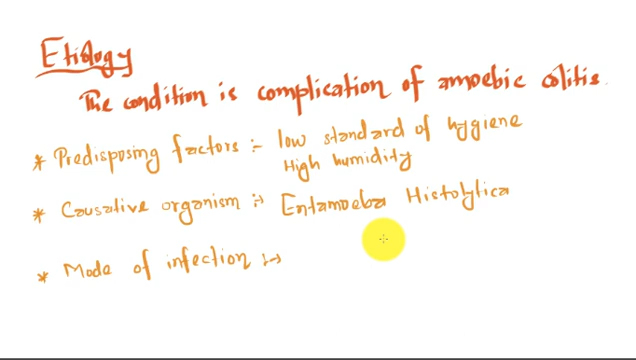 Etiology
The condition is complication of amoebic colitis.
* Predisposing factors :- low standard of hygiene
High humidity
* Causative organism :-> Entamoeba Histolytica
* Mode of infection :->